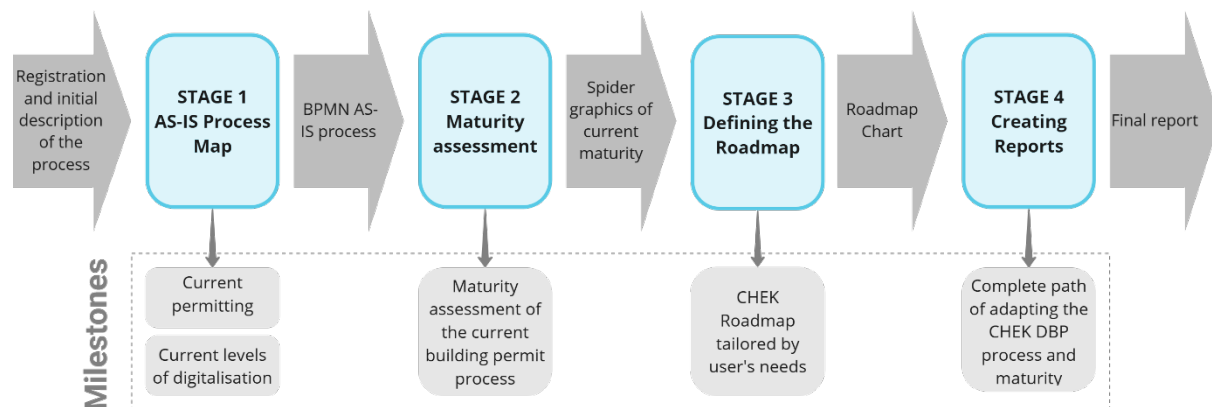 Registration
and initial
description
of the
process
STAGE 1
AS-IS Process
Map
BPMN AS-
IS process
STAGE 2
Maturity
assessment
Spider
graphics of
current
maturity
STAGE 3
Defining the
Roadmap
Roadmap
Chart
STAGE 4
Creating
Reports
Final report
Milestones
Current
permitting
Current levels
of digitalisation
Maturity
assessment of
the current
building permit
process
CHEK
Roadmap
tailored by
user's needs
Complete path
of adapting the
CHEK DBP
process and
maturity